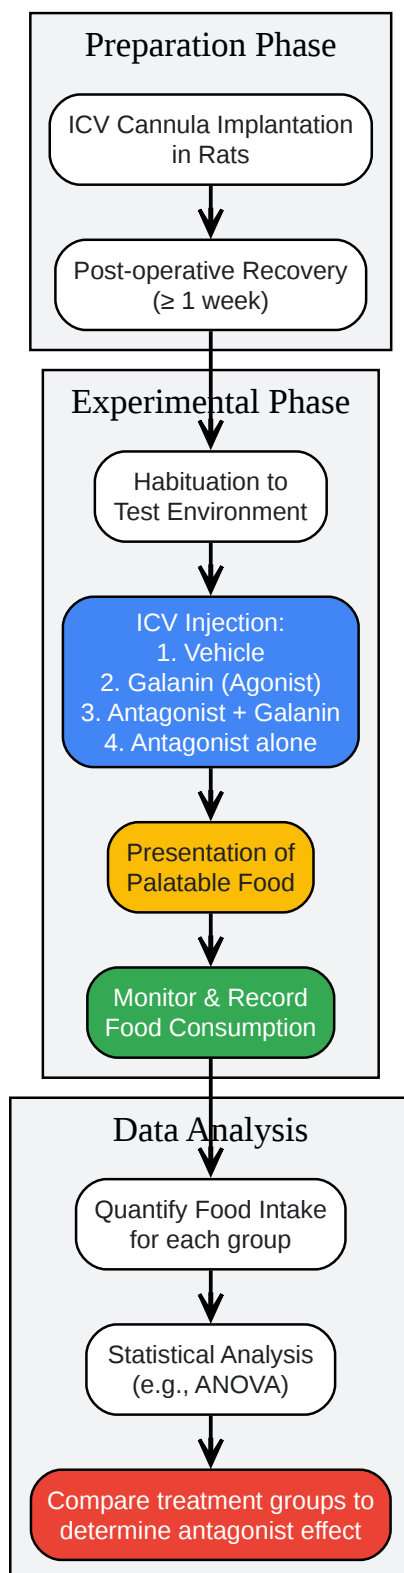 Preparation Phase
ICV Cannula Implantation
in Rats
Post-operative Recovery
(≥ 1 week)
Experimental Phase
Habituation to
Test Environment
ICV Injection:
1. Vehicle
2. Galanin (Agonist)
3. Antagonist + Galanin
4. Antagonist alone
Presentation of
Palatable Food
Monitor & Record
Food Consumption
Data Analysis
Quantify Food Intake
for each group
Statistical Analysis
(e.g., ANOVA)
Compare treatment groups to
determine antagonist effect